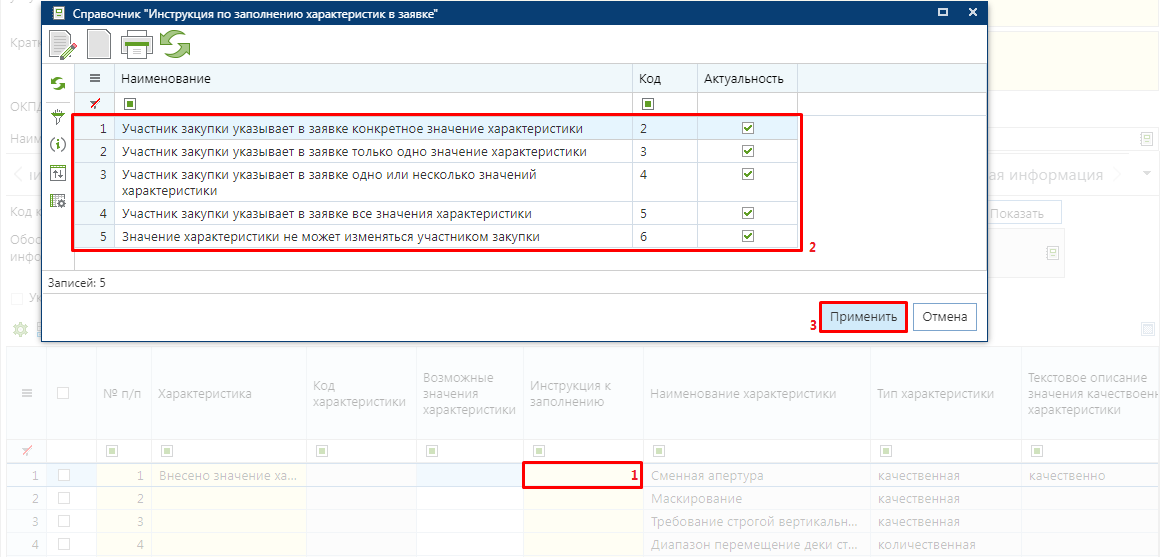 Справочник "Инструкция по заполнению характеристик в заявке"
Наименование Код Актуальность
1 Участник закупки указывает в заявке конкретное значение характеристики 2
2 Участник закупки указывает в заявке только одно значение характеристики 3
3 Участник закупки указывает в заявке одно или несколько значений
характеристики 4
4 Участник закупки указывает в заявке все значения характеристики 5
5 Значение характеристики не может изменяться участником закупки 6
2
Записей: 5
3 Применить Отмена
Кратк
ОКПД
Наим
ая информация
Код к
Показать
Обос
инфо
Ук
№ п/п Характеристика
Код
характеристики
Возможные
значения
характеристики
Инструкция к
заполнению
Наименование характеристики Тип характеристики
Текстовое описание
значения качествоенн
характеристики
1 1 Внесено значение ха... 1 Сменная апертура качественная качественно
2 2 Маскирование качественная
3 3 Требование строгой вертикальн... качественная
4 4 Диапазон перемещение деки ст... количественная